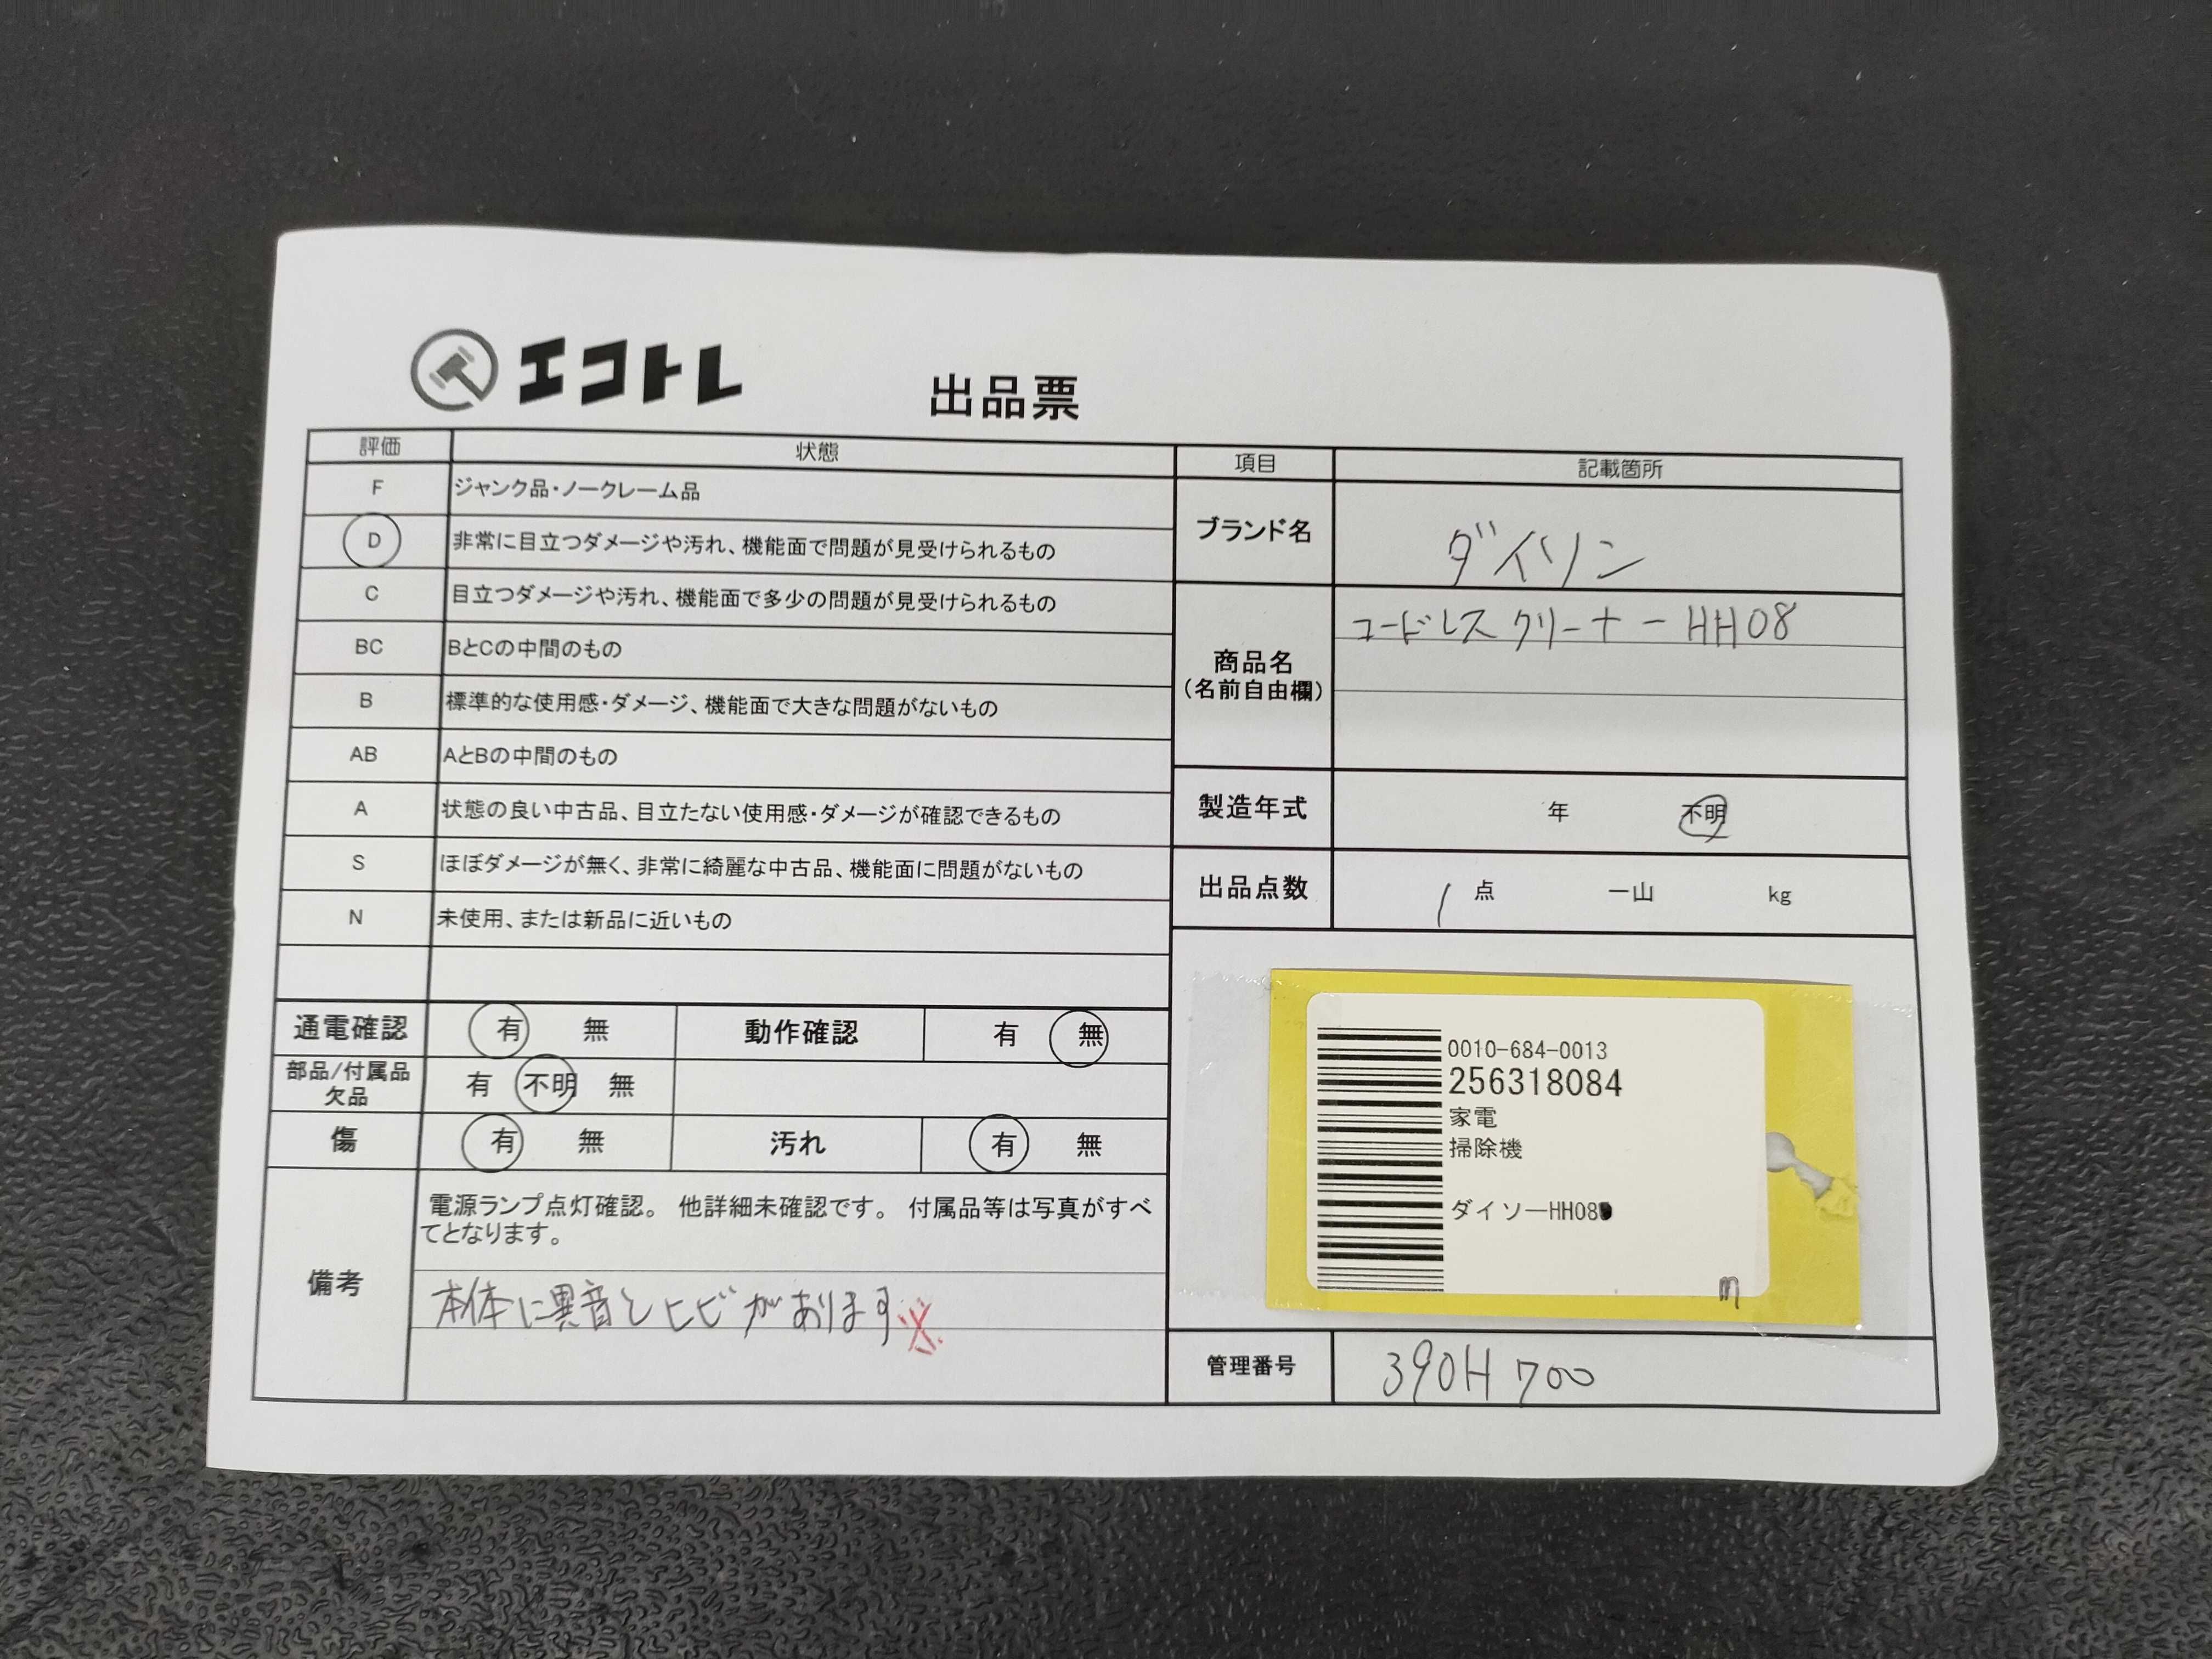 エコトレ
出品票
評価 状態
F ジャンク品・ノークレーム品
D 非常に目立つダメージや汚れ、機能面で問題が見受けられるもの
C 目立つダメージや汚れ、機能面で多少の問題が見受けられるもの
BC BとCの中間のもの
B 標準的な使用感・ダメージ、機能面で大きな問題がないもの
AB AとBの中間のもの
A 状態の良い中古品、目立たない使用感・ダメージが確認できるもの
S ほぼダメージが無く、非常に綺麗な中古品、機能面に問題がないもの
N 未使用、または新品に近いもの
通電確認 有 無 動作確認 有 無
部品/付属品
欠品
有 不明 無
傷 有 無 汚れ 有 無
備考
電源ランプ点灯確認。 他詳細未確認です。 付属品等は写真がすべ
てとなります。
本体に異音とヒビがあります※
項目 記載箇所
ブランド名 ダイソン
商品名
(名前自由欄)
コードレスクリーナーHH08
製造年式 年 不明
出品点数 1 点 一山 kg
0010-684-0013
256318084
家電
掃除機
ダイソーHH08
m
管理番号 390H700